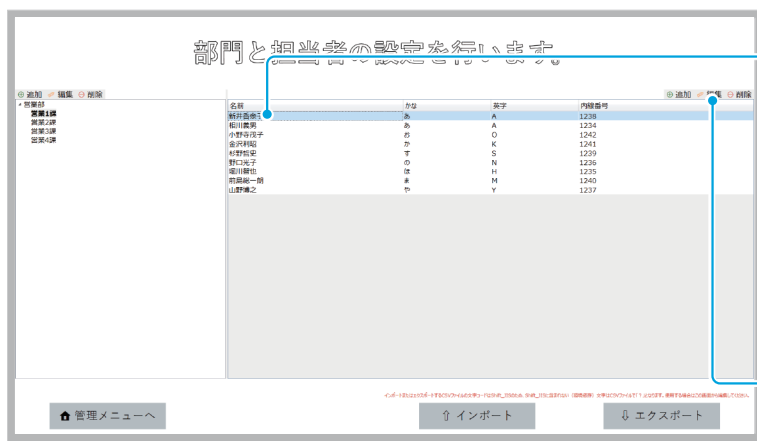 部門と担当者の設定を行います。
追加 編集 削除
追加 編集 削除
営業部
営業1課
営業2課
営業3課
営業4課
名前 かな 英字 内線番号
あ A 1238
相川義男 あ A 1234
小野寺茂子 お O 1242
金沢利昭 か K 1241
杉野哲史 す S 1239
野口光子 の N 1236
堀川 は H 1235
前島総一朗 ま M 1240
山野博之 や Y 1237
管理メニューへ
インポート
エクスポート